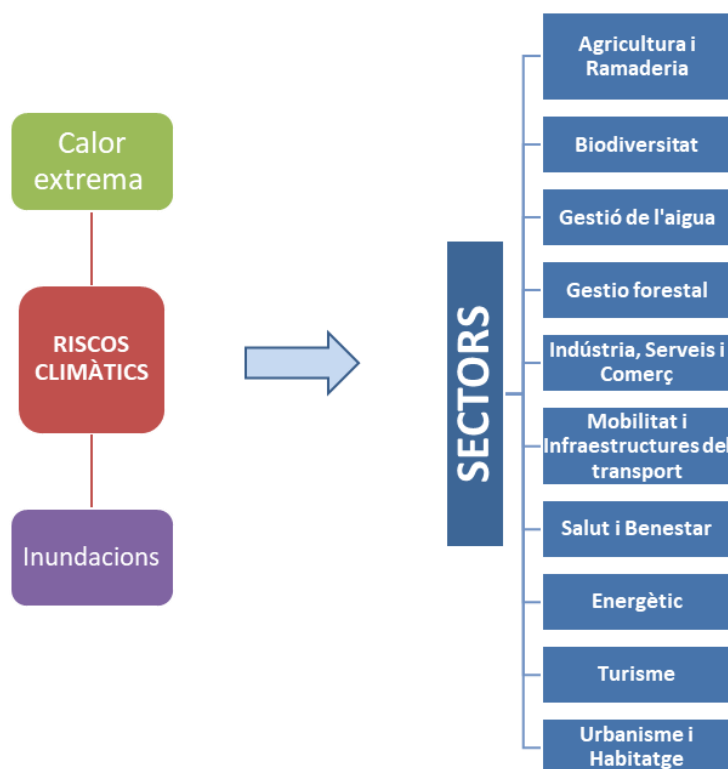 Calor
extrema
RISCOS
CLIMÀTICS
Inundacions
SECTORS
Agricultura i
Ramaderia
Biodiversitat
Gestió de l'aigua
Gestio forestal
Indústria, Serveis i
Comerç
Mobilitat i
Infraestructures del
transport
Salut i Benestar
Energètic
Turisme
Urbanisme i
Habitatge